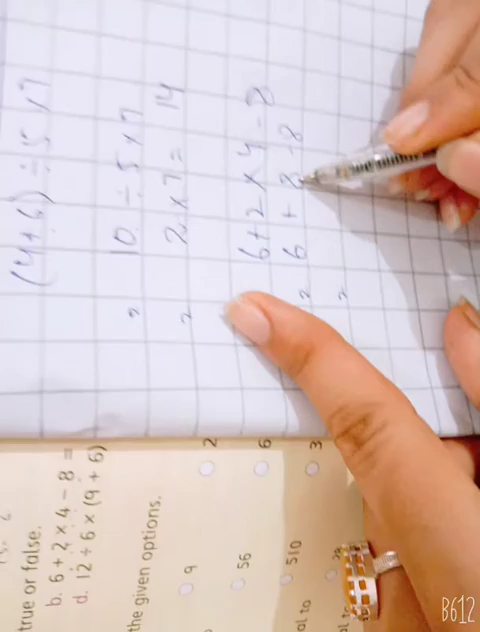 (4+6) ÷ 5 × 7
= 10 ÷ 5 × 7
= 2 × 7 = 14
6 + 2 × 4 - 8
= 6 + 8 - 8
=
true or false.
b. 6 + 2 × 4 − 8 =
d. 12 ÷ 6 × (9 + 6)
the given options.
9 2
56 6
510 3
al to
B612